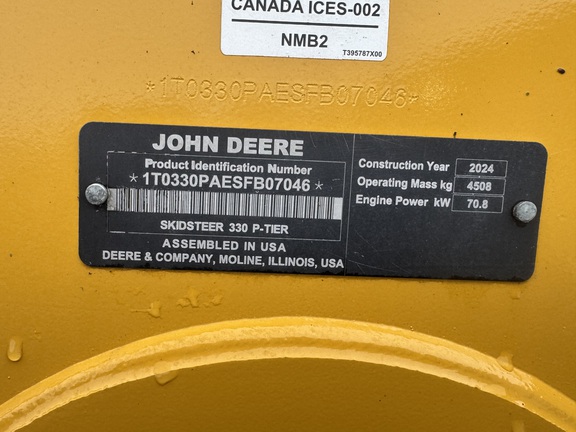 CANADA ICES-002
NMB2
T395787X00
*1T0330PAESFB07046*
JOHN DEERE
Product Identification Number
*1T0330PAESFB07046*
SKIDSTEER 330 P-TIER
ASSEMBLED IN USA
DEERE & COMPANY, MOLINE, ILLINOIS, USA
Construction Year 2024
Operating Mass kg 4508
Engine Power kW 70.8